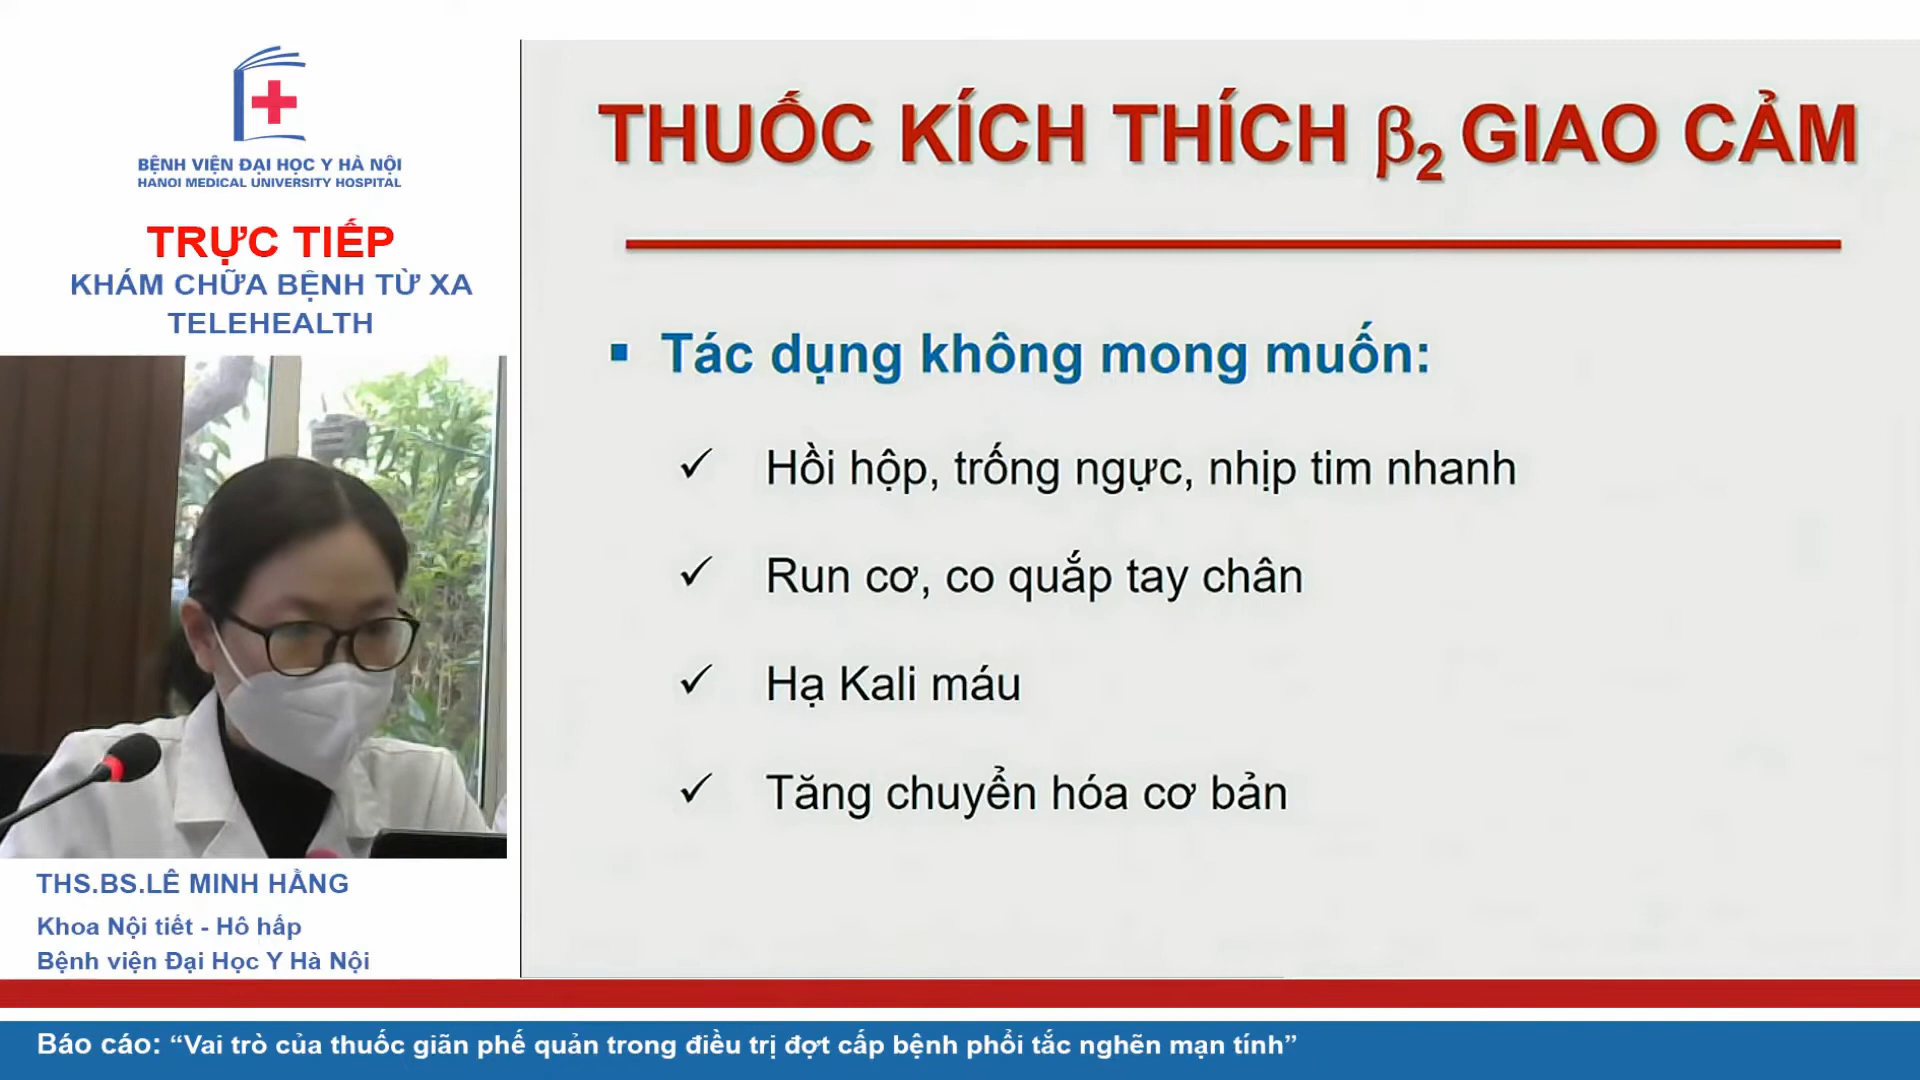 BỆNH VIỆN ĐẠI HỌC Y HÀ NỘI
HANOI MEDICAL UNIVERSITY HOSPITAL
TRỰC TIẾP
KHÁM CHỮA BỆNH TỪ XA
TELEHEALTH
THS.BS.LÊ MINH HẰNG
Khoa Nội tiết - Hô hấp
Bệnh viện Đại Học Y Hà Nội
THUỐC KÍCH THÍCH β2 GIAO CẢM
▪ Tác dụng không mong muốn:
✓ Hồi hộp, trống ngực, nhịp tim nhanh
✓ Run cơ, co quắp tay chân
✓ Hạ Kali máu
✓ Tăng chuyển hóa cơ bản
Báo cáo: “Vai trò của thuốc giãn phế quản trong điều trị đợt cấp bệnh phổi tắc nghẽn mạn tính”